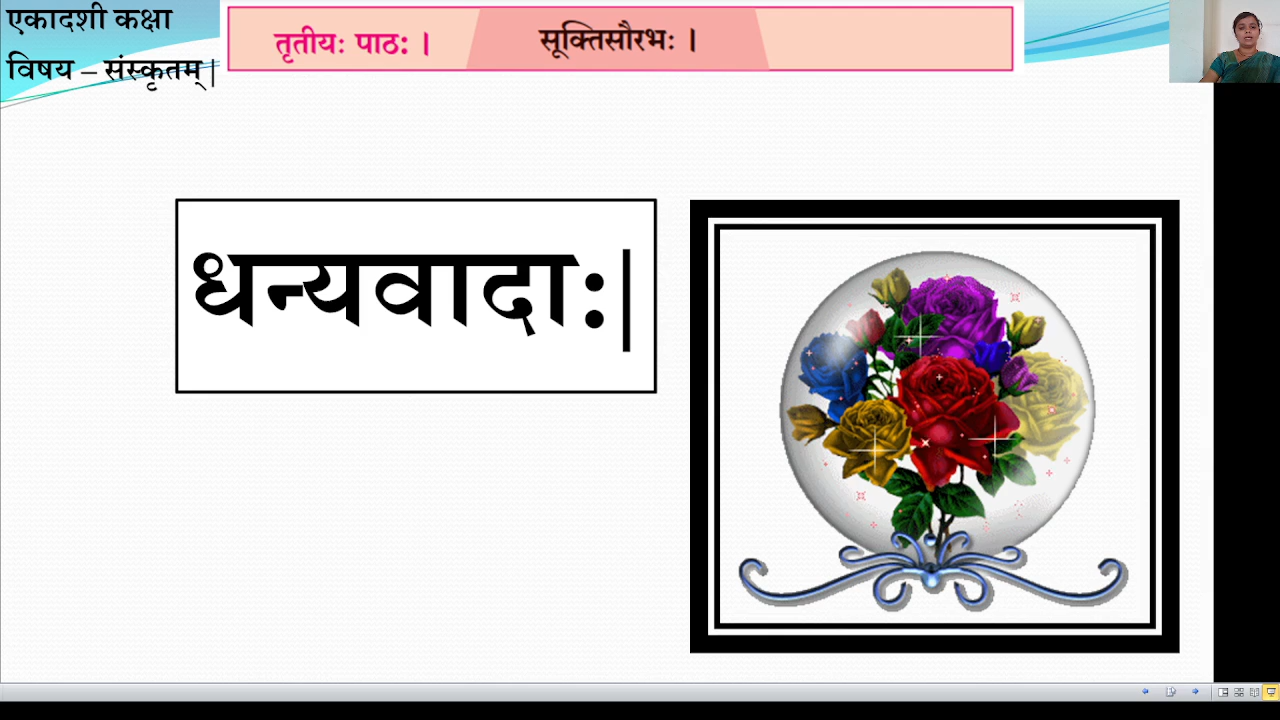 एकादशी कक्षा
विषय – संस्कृतम् |
तृतीयः पाठः ।
सूक्तिसौरभः ।
धन्यवादाः|